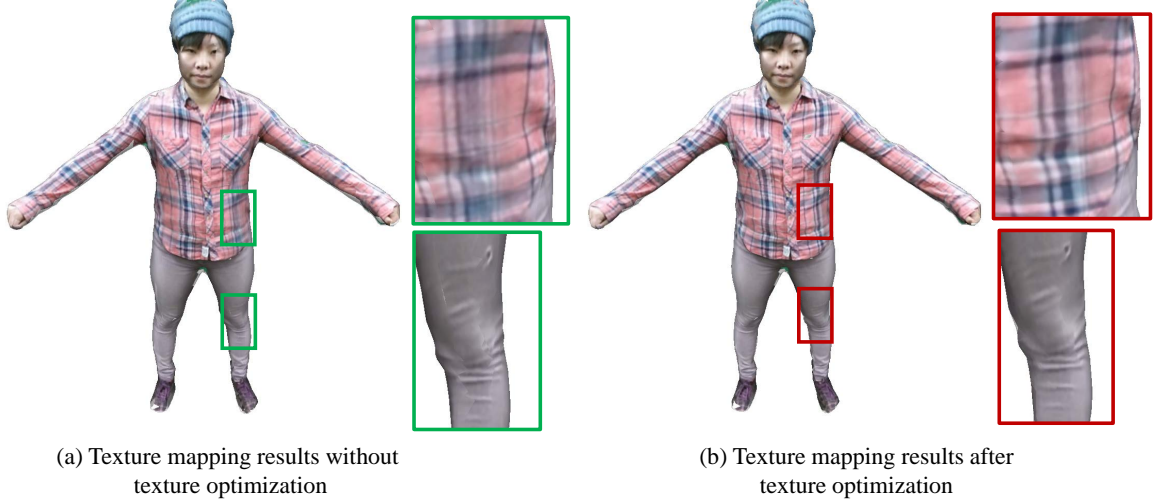 (a) Texture mapping results without
texture optimization
(b) Texture mapping results after
texture optimization